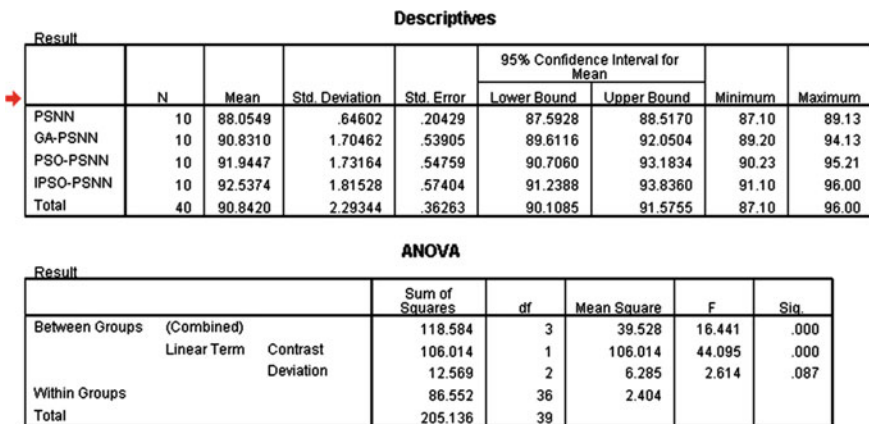 Descriptives
Result
95% Confidence Interval for Mean
N Mean Std. Deviation Std. Error Lower Bound Upper Bound Minimum Maximum
PSNN 10 88.0549 .64602 .20429 87.5928 88.5170 87.10 89.13
GA-PSNN 10 90.8310 1.70462 .53905 89.6116 92.0504 89.20 94.13
PSO-PSNN 10 91.9447 1.73164 .54759 90.7060 93.1834 90.23 95.21
IPSO-PSNN 10 92.5374 1.81528 .57404 91.2388 93.8360 91.10 96.00
Total 40 90.8420 2.29344 .36263 90.1085 91.5755 87.10 96.00
ANOVA
Result
Sum of Squares df Mean Square F Sig.
Between Groups (Combined) 118.584 3 39.528 16.441 .000
Linear Term Contrast 106.014 1 106.014 44.095 .000
Deviation 12.569 2 6.285 2.614 .087
Within Groups 86.552 36 2.404
Total 205.136 39